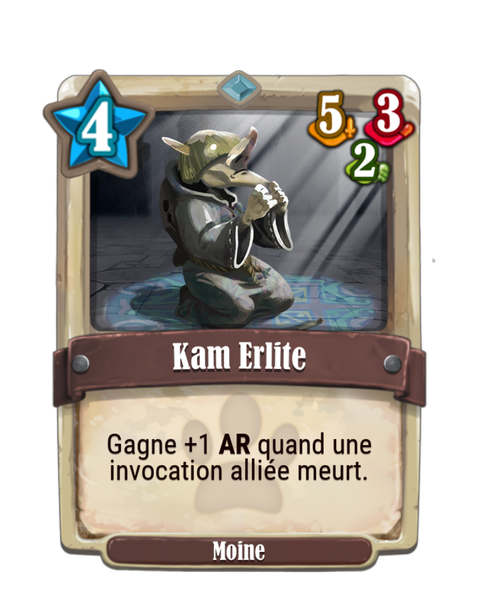 4
5
3
2
Kam Erlite
Gagne +1 AR quand une
invocation alliée meurt.
Moine